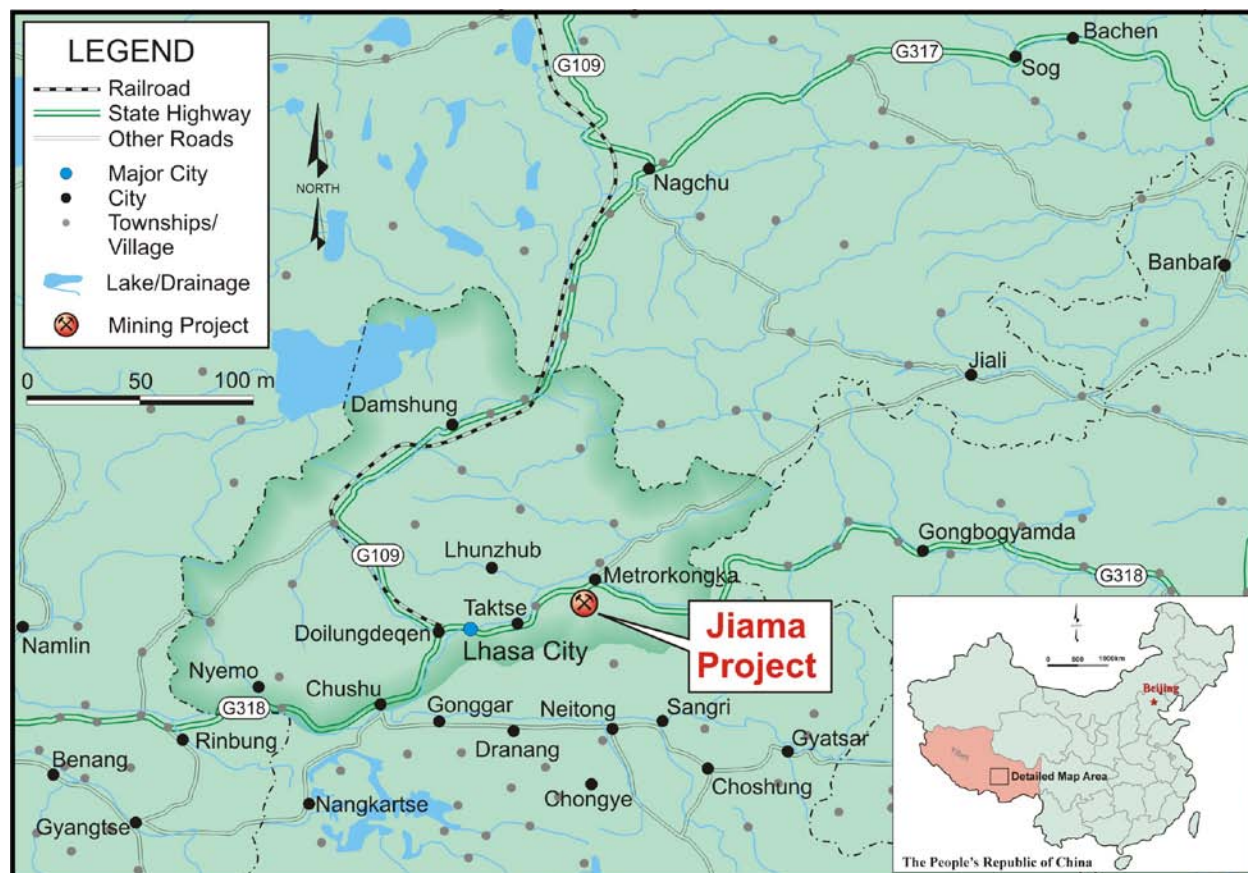 LEGEND
Railroad
State Highway
Other Roads
Major City
City
Townships/
Village
Lake/Drainage
Mining Project
0 50 100 m
NORTH
G109
G317
Bachen
Sog
Nagchu
Banbar
Jiali
Damshung
G109
Lhunzhub
Metrorkongka
Gongbogyamda
G318
Taktse
Doilungdeqen
Lhasa City
Jiama
Project
Namlin
Nyemo
Chushu
G318
Gonggar
Neitong
Sangri
Rinbung
Dranang
Gyatsar
Benang
Choshung
Chongye
Nangkartse
Gyangtse
Beijing
Detailed Map Area
The People's Republic of China